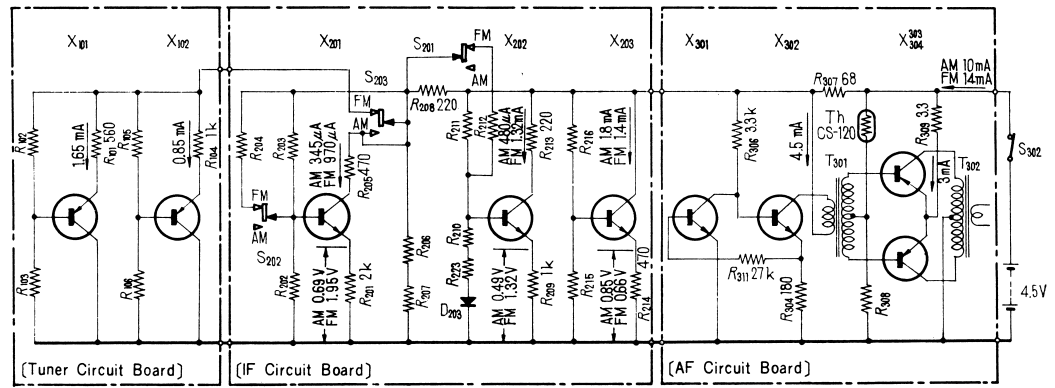 X101
X102
R102
1.65 mA
R101 560
R105
0.85 mA
R104 1k
R103
R106
(Tuner Circuit Board)
X201
S203
S201
FM
AM
X202
X203
FM
AM
R208 220
R204
R203
AM 345μA
FM 970μA
R205 470
R211
R212
AM 480μA
FM 1.32mA
R213 220
R216
AM 1.8 mA
FM 1.4mA
FM
AM
S202
R202
AM 0.69 V
FM 1.95 V
R201 2k
R206
R207
R210
R223
D203
AM 0.49 V
FM 1.32 V
R209 1k
R215
AM 0.85 V
FM 0.66 V
470
R214
(IF Circuit Board)
X301
X302
X303
304
AM 10mA
FM 14mA
R307 68
R306 3.3k
4.5 mA
Th
CS-120
R309 3.3
3mA
T301
T302
S302
R311 27k
R304 180
R308
4.5V
(AF Circuit Board)